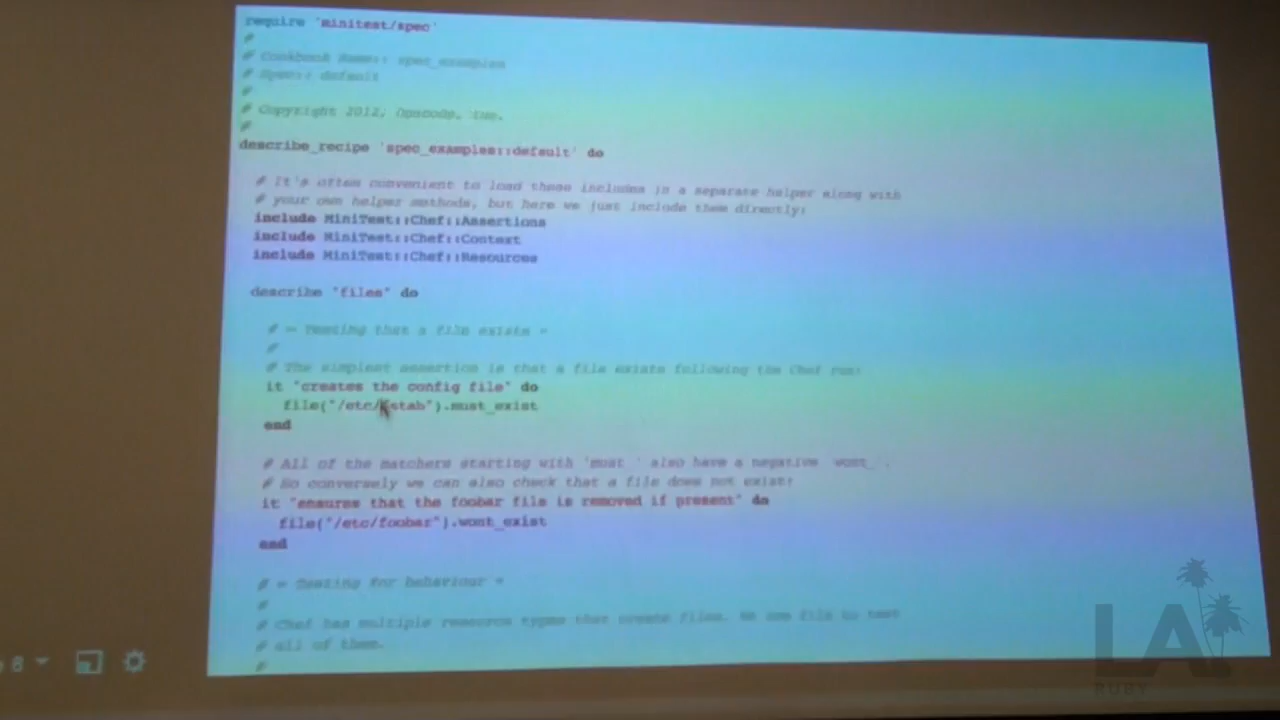 require 'minitest/spec'
#
# Cookbook Name:: spec_examples
# Spec:: default
#
# Copyright 2012, Opscode, Inc.
#
describe_recipe 'spec_examples::default' do
# It's often convenient to load these includes in a separate helper along with
# your own helper methods, but here we just include them directly:
include MiniTest::Chef::Assertions
include MiniTest::Chef::Context
include MiniTest::Chef::Resources
describe "files" do
# = Testing that a file exists =
#
# The simplest assertion is that a file exists following the Chef run:
it "creates the config file" do
file("/etc/fstab").must_exist
end
# All of the matchers starting with 'must_' also have a negative 'wont_'.
# So conversely we can also check that a file does not exist:
it "ensures that the foobar file is removed if present" do
file("/etc/foobar").wont_exist
end
# = Testing for behaviour =
#
# Chef has multiple resource types that create files. We use file to test
# all of them.
#
8
LA
RUBY